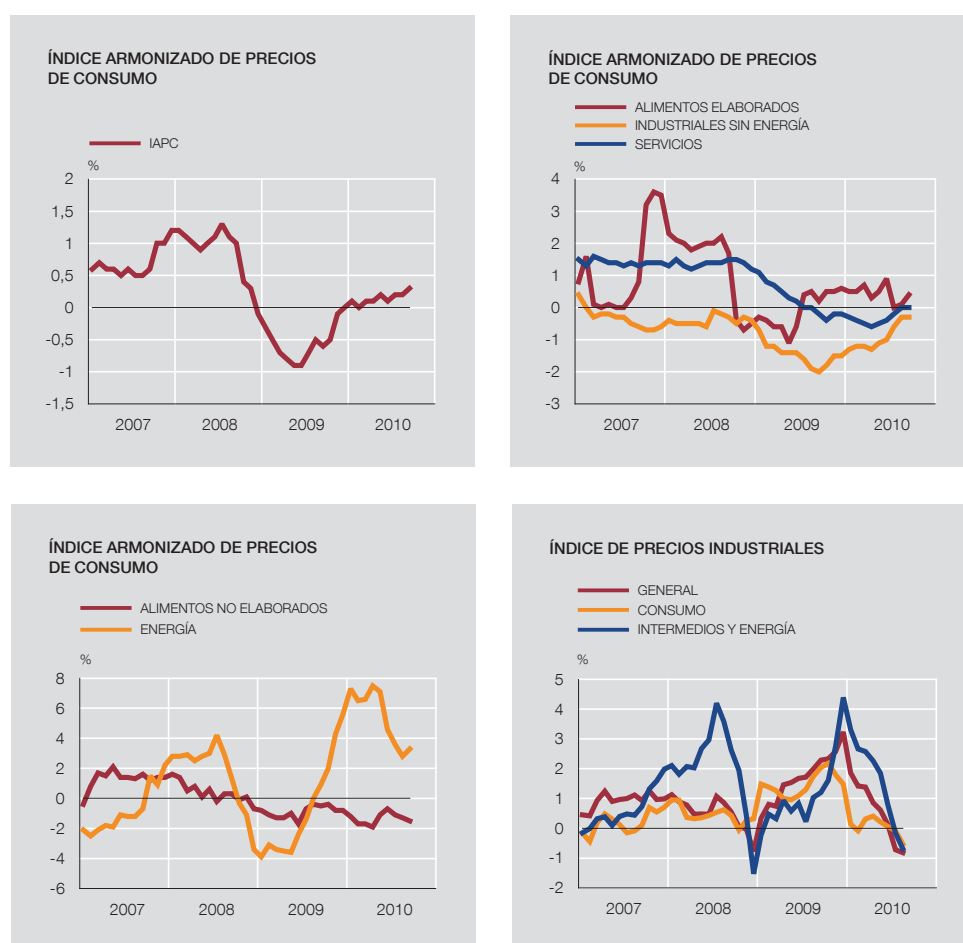 ÍNDICE ARMONIZADO DE PRECIOS
DE CONSUMO
IAPC
%
2
1,5
1
0,5
0
-0,5
-1
-1,5
2007 2008 2009 2010
ÍNDICE ARMONIZADO DE PRECIOS
DE CONSUMO
ALIMENTOS ELABORADOS
INDUSTRIALES SIN ENERGÍA
SERVICIOS
%
4
3
2
1
0
-1
-2
-3
2007 2008 2009 2010
ÍNDICE ARMONIZADO DE PRECIOS
DE CONSUMO
ALIMENTOS NO ELABORADOS
ENERGÍA
%
8
6
4
2
0
-2
-4
-6
2007 2008 2009 2010
ÍNDICE DE PRECIOS INDUSTRIALES
GENERAL
CONSUMO
INTERMEDIOS Y ENERGÍA
%
5
4
3
2
1
0
-1
-2
2007 2008 2009 2010